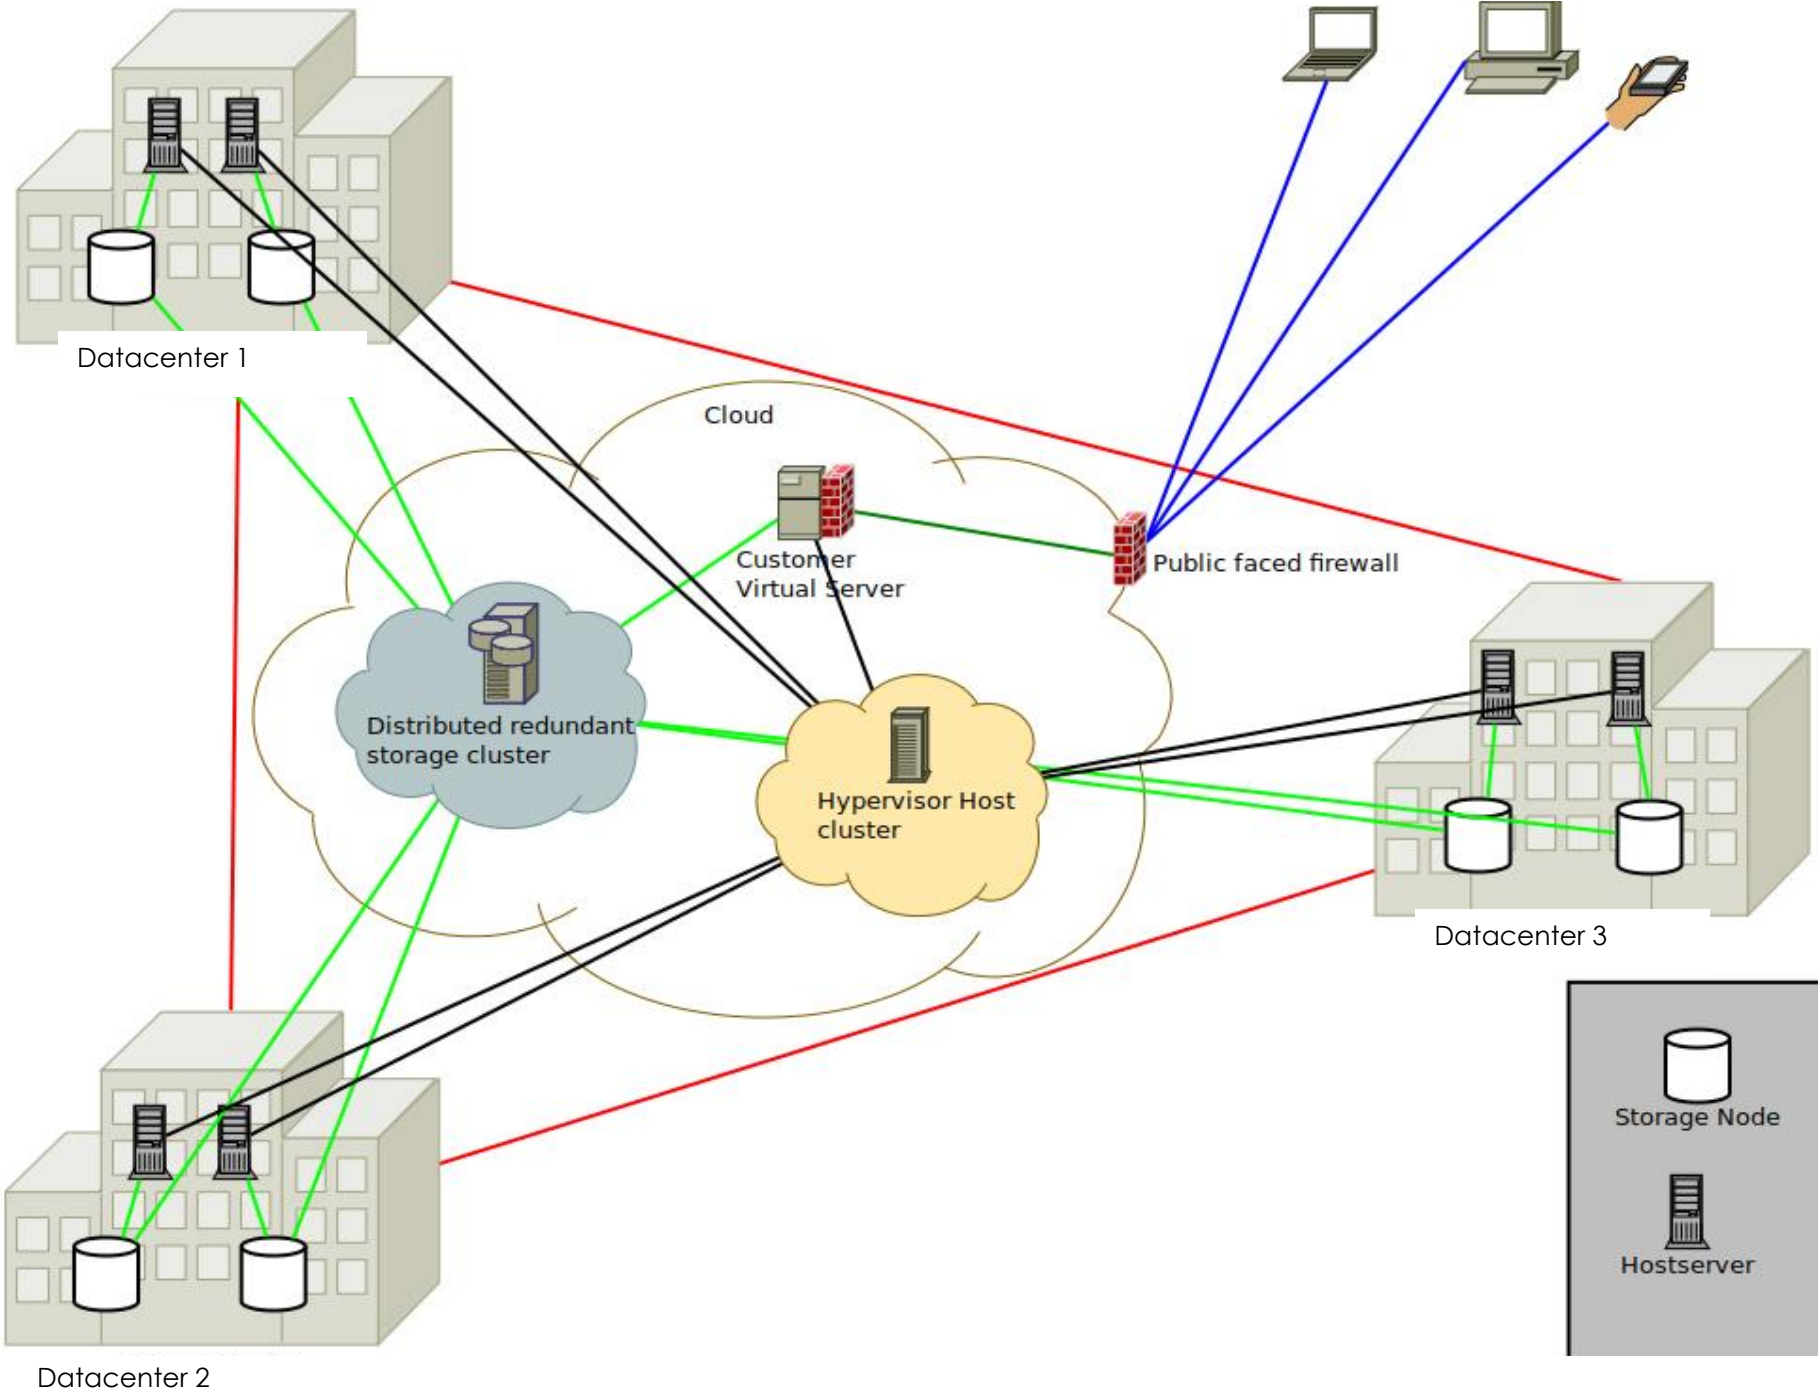 Datacenter 1
Cloud
Customer
Virtual Server
Public faced firewall
Distributed redundant
storage cluster
Hypervisor Host
cluster
Datacenter 3
Storage Node
Hostserver
Datacenter 2